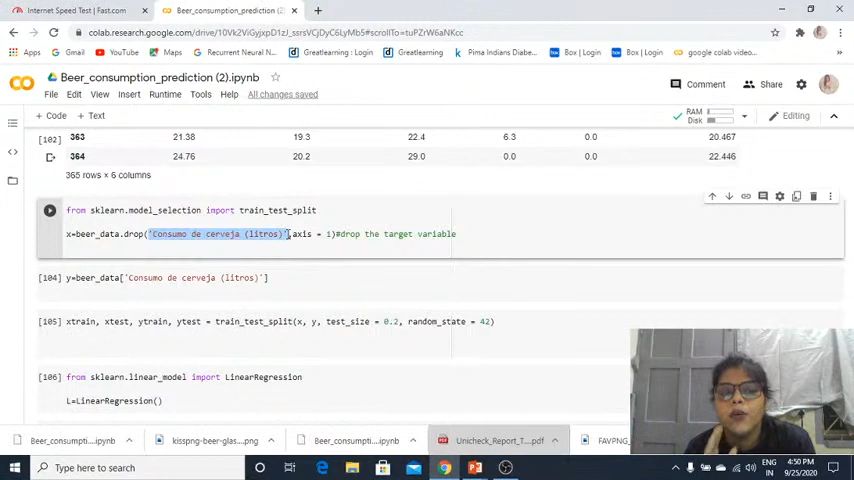 Internet Speed Test | Fast.com
Beer_consumption_prediction (2).i
colab.research.google.com/drive/10Vk2ViGyjxpD1z_ssrsVCjDyC6LyMb5#scrollTo=tuPZrW6aKhcc
Apps
Gmail
YouTube
Maps
Recurrent Neural N...
Greatlearning : Login
Pima Indians Diabe...
Box | Login
Box | Login
google colab video...
Beer_consumption_prediction (2).ipynb
Comment
Share
File Edit View Insert Runtime Tools Help All changes saved
+ Code + Text
RAM
Disk
Editing
363 21.38 19.3 22.4 6.3 0.0 20.467
[102]
364 24.76 20.2 29.0 0.0 0.0 22.446
365 rows × 6 columns
from sklearn.model_selection import train_test_split
x=beer_data.drop('Consumo de cerveja (litros)',axis = 1)#drop the target variable
[104] y=beer_data['Consumo de cerveja (litros)']
[105] xtrain, xtest, ytrain, ytest = train_test_split(x, y, test_size = 0.2, random_state = 42)
[106] from sklearn.linear_model import LinearRegression
L=LinearRegression()
Beer_consumpti....ipynb
kisspng-beer-glas....png
Beer_consumpti....ipynb
Unicheck_Report_T....pdf
FAVPNG_
Type here to search
ENG
IN
4:50 PM
9/25/2020